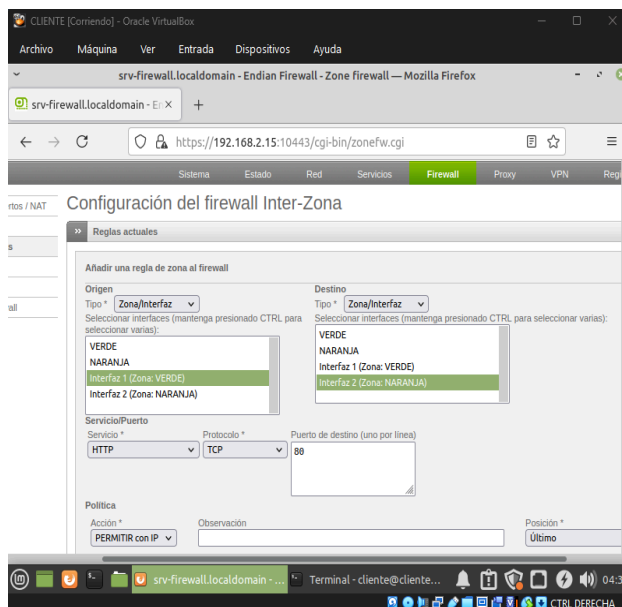 CLIENTE [Corriendo] - Oracle VirtualBox
Archivo Máquina Ver Entrada Dispositivos Ayuda
srv-firewall.localdomain - Endian Firewall - Zone firewall — Mozilla Firefox
srv-firewall.localdomain - En
https://192.168.2.15:10443/cgi-bin/zonefw.cgi
Sistema Estado Red Servicios Firewall Proxy VPN Regi
rtos / NAT
Configuración del firewall Inter-Zona
Reglas actuales
s
Añadir una regla de zona al firewall
Origen Destino
Tipo * Zona/Interfaz Tipo * Zona/Interfaz
Seleccionar interfaces (mantenga presionado CTRL para seleccionar varias): Seleccionar interfaces (mantenga presionado CTRL para seleccionar varias):
VERDE VERDE
NARANJA NARANJA
Interfaz 1 (Zona: VERDE) Interfaz 1 (Zona: VERDE)
Interfaz 2 (Zona: NARANJA) Interfaz 2 (Zona: NARANJA)
Servicio/Puerto
Servicio * Protocolo * Puerto de destino (uno por línea)
HTTP TCP 80
Política
Acción * Observación Posición *
PERMITIR con IP Último
srv-firewall.localdomain - ... Terminal - cliente@cliente... 04:3
CTRL DERECHA